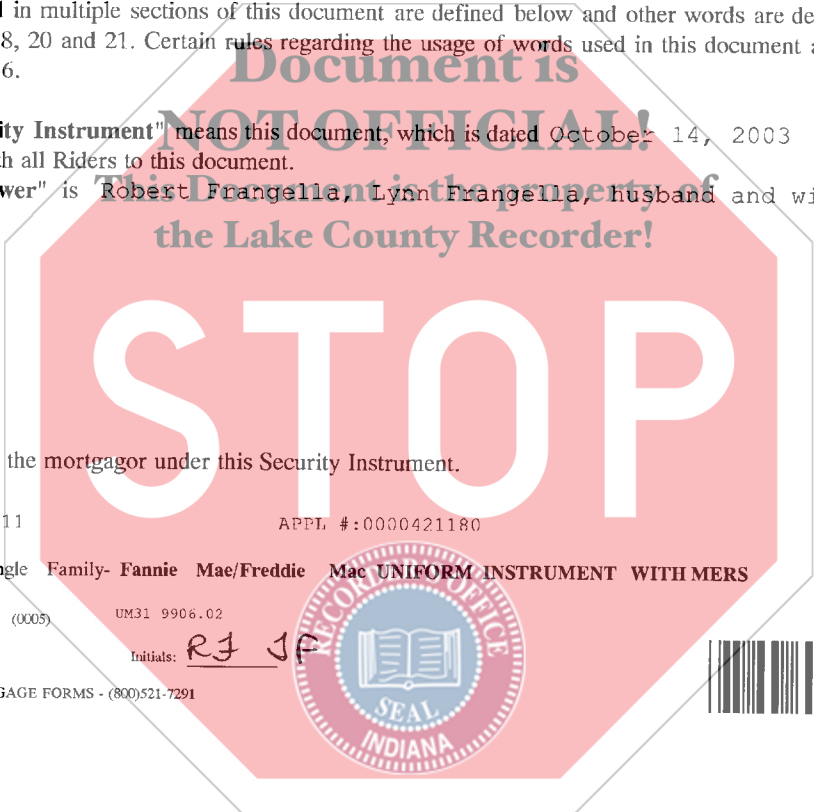 in multiple sections of this document are defined below and other words are de
8, 20 and 21. Certain rules regarding the usage of words used in this document a
6.
Document is
NOT OFFICIAL!
ity Instrument" means this document, which is dated October 14, 2003
h all Riders to this document.
This Document is the property of
wer" is Robert Frangella, Lynn Frangella, husband and wi
the Lake County Recorder!
STOP
the mortgagor under this Security Instrument.
11 APPL #:0000421180
ngle Family- Fannie Mae/Freddie Mac UNIFORM INSTRUMENT WITH MERS
(0005) UM31 9906.02
Initials: RF JF
GAGE FORMS - (800)521-7291
RECORDER'S OFFICE
SEAL
INDIANA